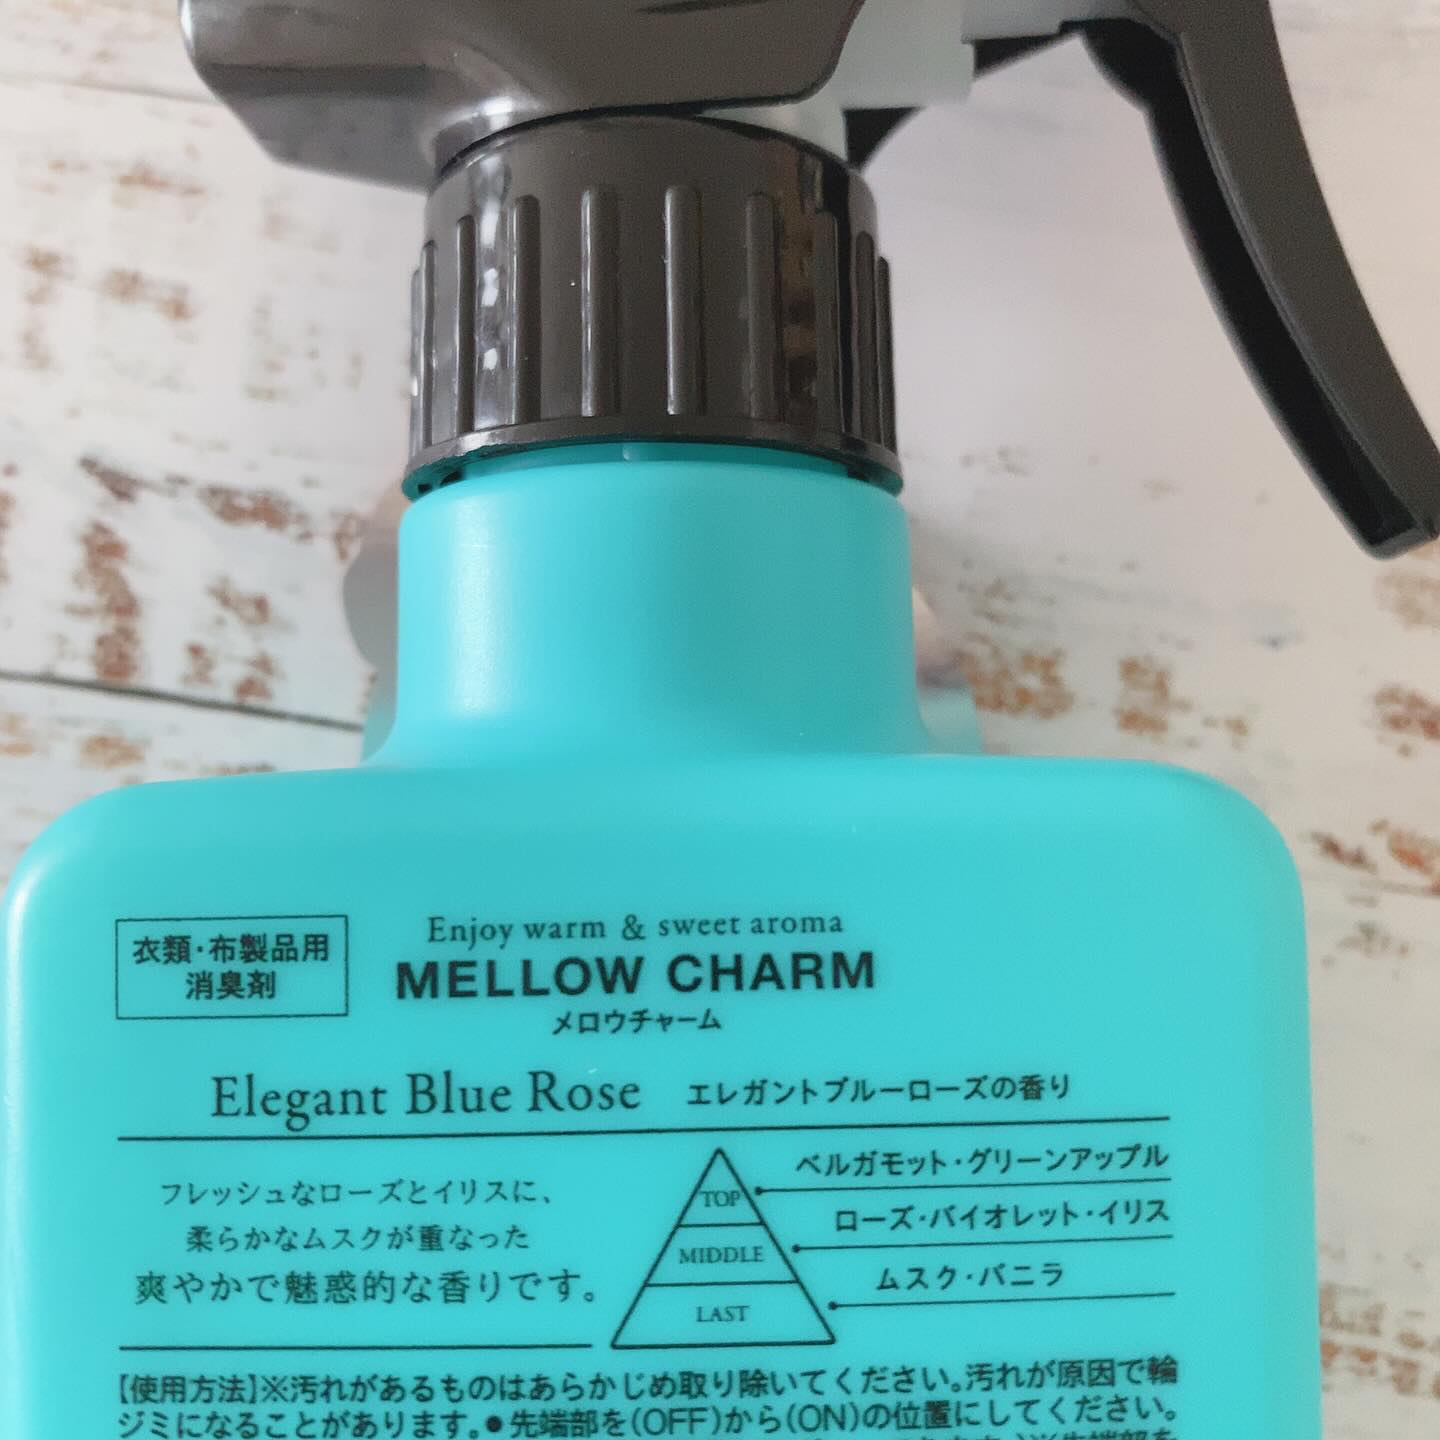 衣類・布製品用
消臭剤
Enjoy warm & sweet aroma
MELLOW CHARM
メロウチャーム
Elegant Blue Rose エレガントブルーローズの香り
フレッシュなローズとイリスに、
柔らかなムスクが重なった
爽やかで魅惑的な香りです。
TOP ベルガモット・グリーンアップル
MIDDLE ローズ・バイオレット・イリス
LAST ムスク・バニラ
【使用方法】※汚れがあるものはあらかじめ取り除いてください。汚れが原因で輪
ジミになることがあります。●先端部を(OFF)から(ON)の位置にしてください。